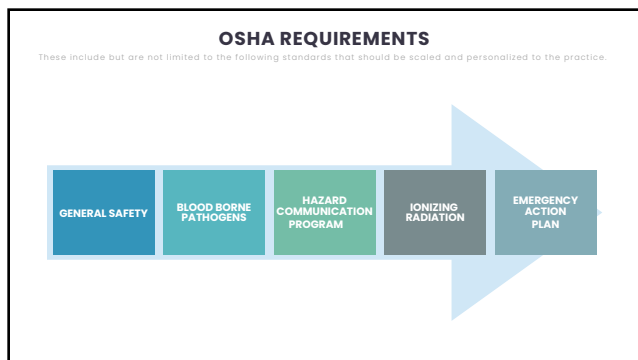 OSHA REQUIREMENTS
These include but are not limited to the following standards that should be scaled and personalized to the practice.
GENERAL SAFETY
BLOOD BORNE
PATHOGENS
HAZARD
COMMUNICATION
PROGRAM
IONIZING
RADIATION
EMERGENCY
ACTION
PLAN